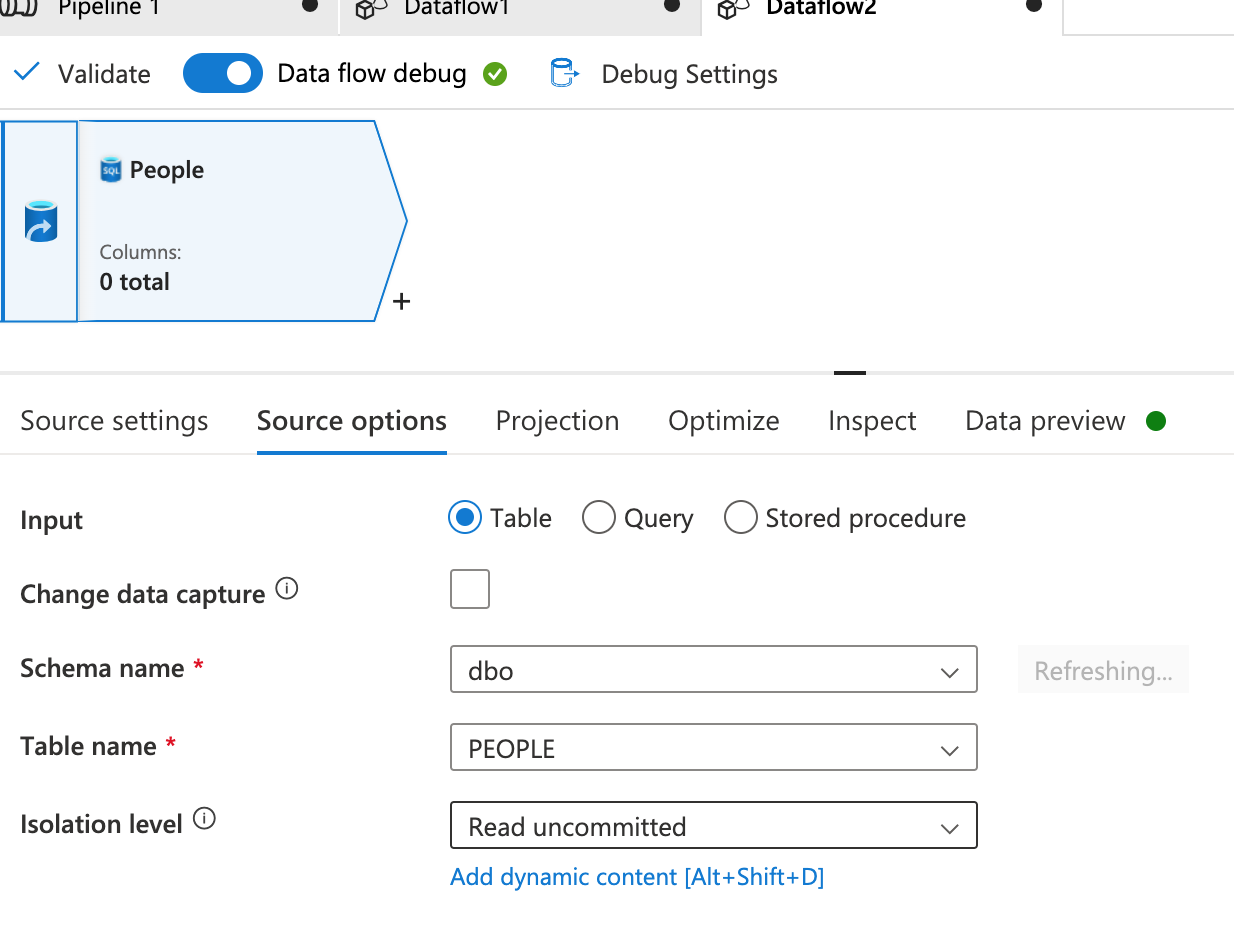 Pipeline 1 Dataflow1 Dataflow2
Validate Data flow debug Debug Settings
SQL People
Columns:
0 total
+
Source settings Source options Projection Optimize Inspect Data preview
Input Table Query Stored procedure
Change data capture
Schema name * dbo Refreshing...
Table name * PEOPLE
Isolation level Read uncommitted
Add dynamic content [Alt+Shift+D]